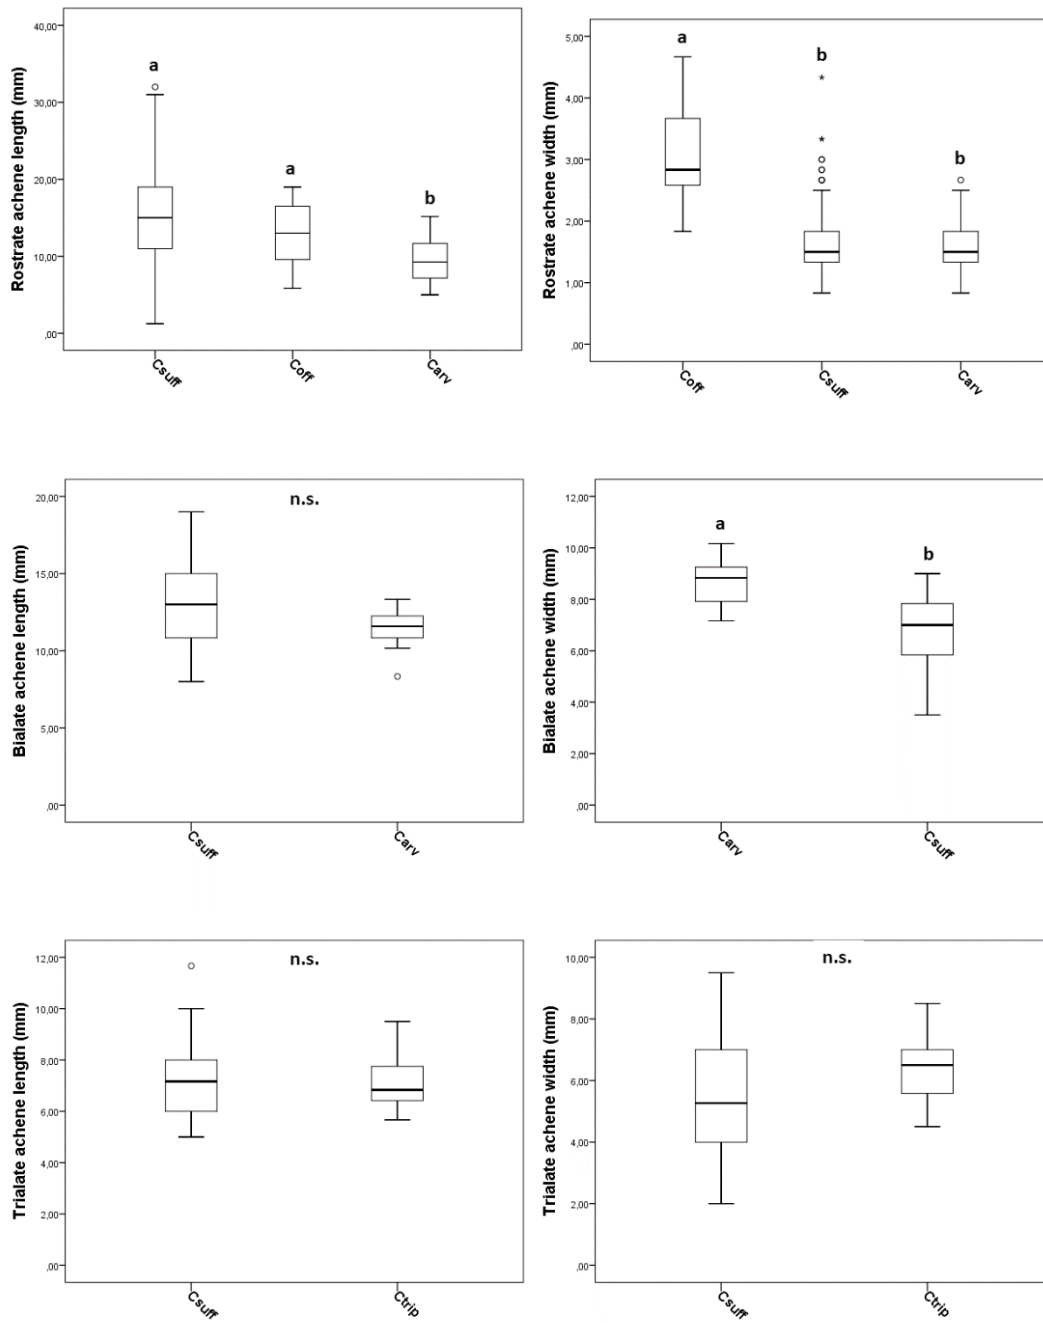 Rostrate achene length (mm)
40,00
30,00
20,00
10,00
,00
a
a
b
Csuff
Coff
Carv
Rostrate achene width (mm)
5,00
4,00
3,00
2,00
1,00
,00
a
b
b
Coff
Csuff
Carv
Bialate achene length (mm)
20,00
15,00
10,00
5,00
,00
n.s.
Csuff
Carv
Bialate achene width (mm)
12,00
10,00
8,00
6,00
4,00
2,00
,00
a
b
Carv
Csuff
Trialate achene length (mm)
12,00
10,00
8,00
6,00
4,00
2,00
,00
n.s.
Csuff
Ctrip
Trialate achene width (mm)
10,00
8,00
6,00
4,00
2,00
,00
n.s.
Csuff
Ctrip